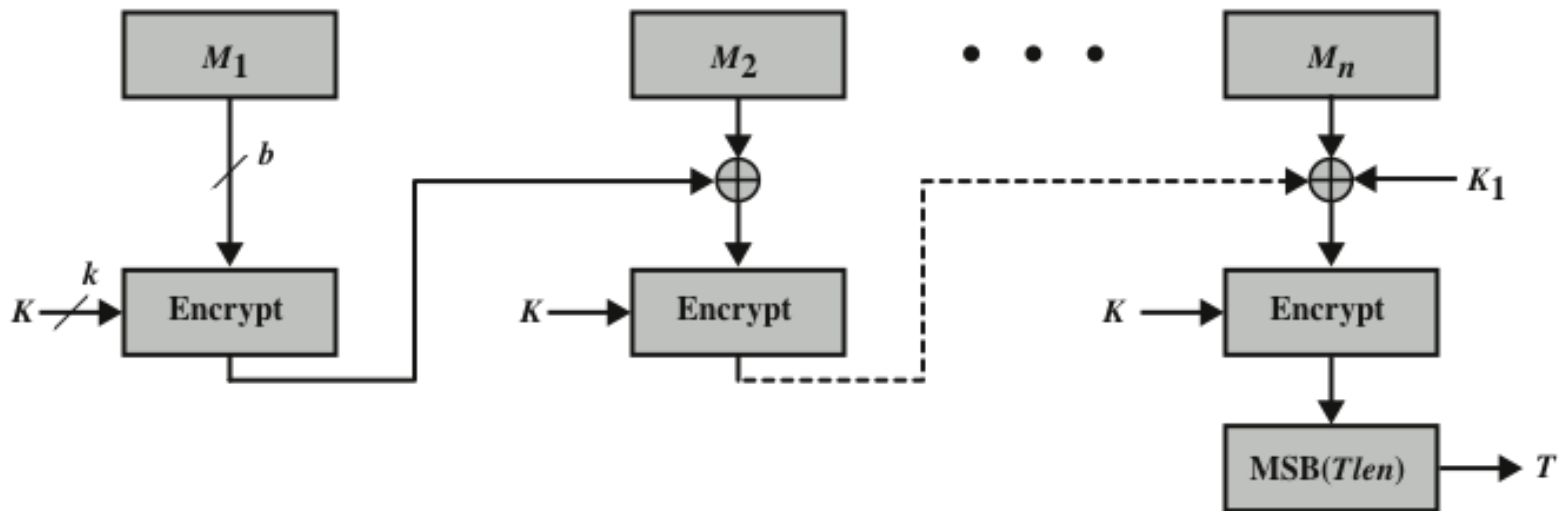 M1 M2 • • • Mn
b
K1
k
K Encrypt K Encrypt K Encrypt
MSB(Tlen) T